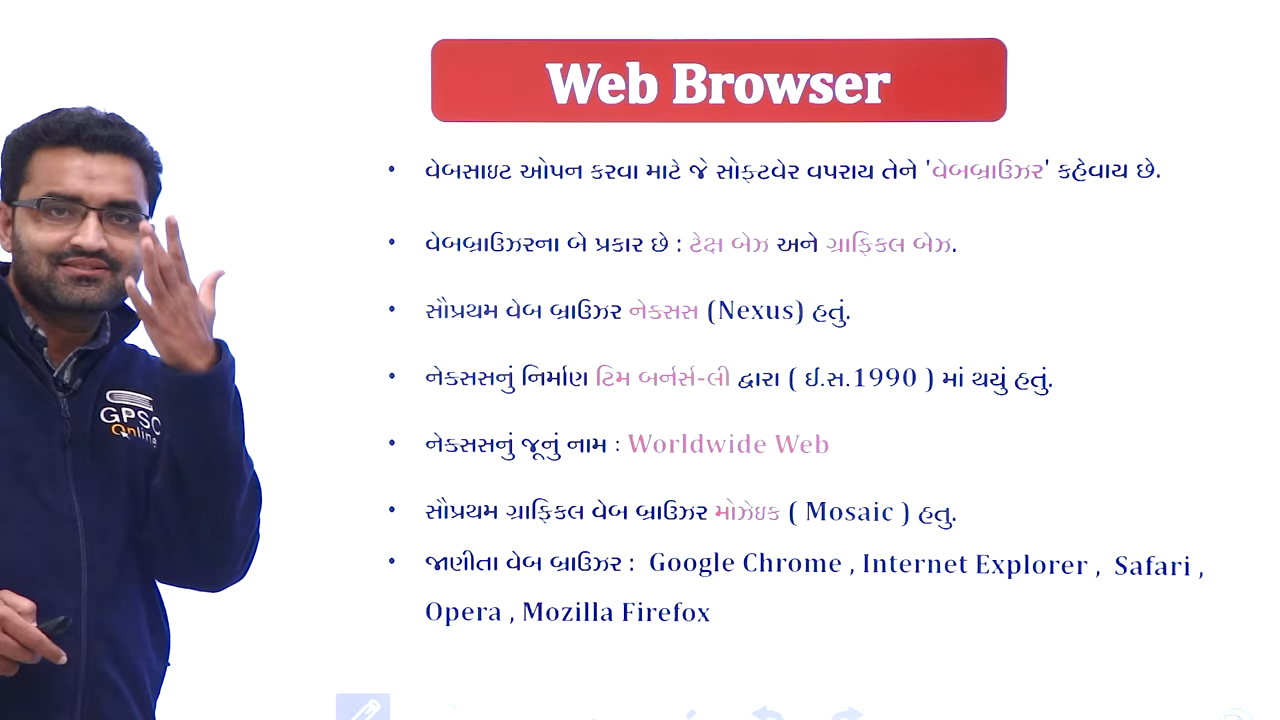 Web Browser
• વેબસાઇટ ઓપન કરવા માટે જે સોફ્ટવેર વપરાય તેને 'વેબબ્રાઉઝર' કહેવાય છે.
• વેબબ્રાઉઝરના બે પ્રકાર છે : ટેક્ષ બેઝ અને ગ્રાફિકલ બેઝ.
• સૌપ્રથમ વેબ બ્રાઉઝર નેક્સસ (Nexus) હતું.
• નેક્સસનું નિર્માણ ટિમ બર્નર્સ-લી દ્વારા ( ઈ.સ.1990 ) માં થયું હતું.
• નેક્સસનું જૂનું નામ : Worldwide Web
• સૌપ્રથમ ગ્રાફિકલ વેબ બ્રાઉઝર મોઝેઇક ( Mosaic ) હતુ.
• જાણીતા વેબ બ્રાઉઝર : Google Chrome , Internet Explorer , Safari ,
Opera , Mozilla Firefox
GPSC
Online